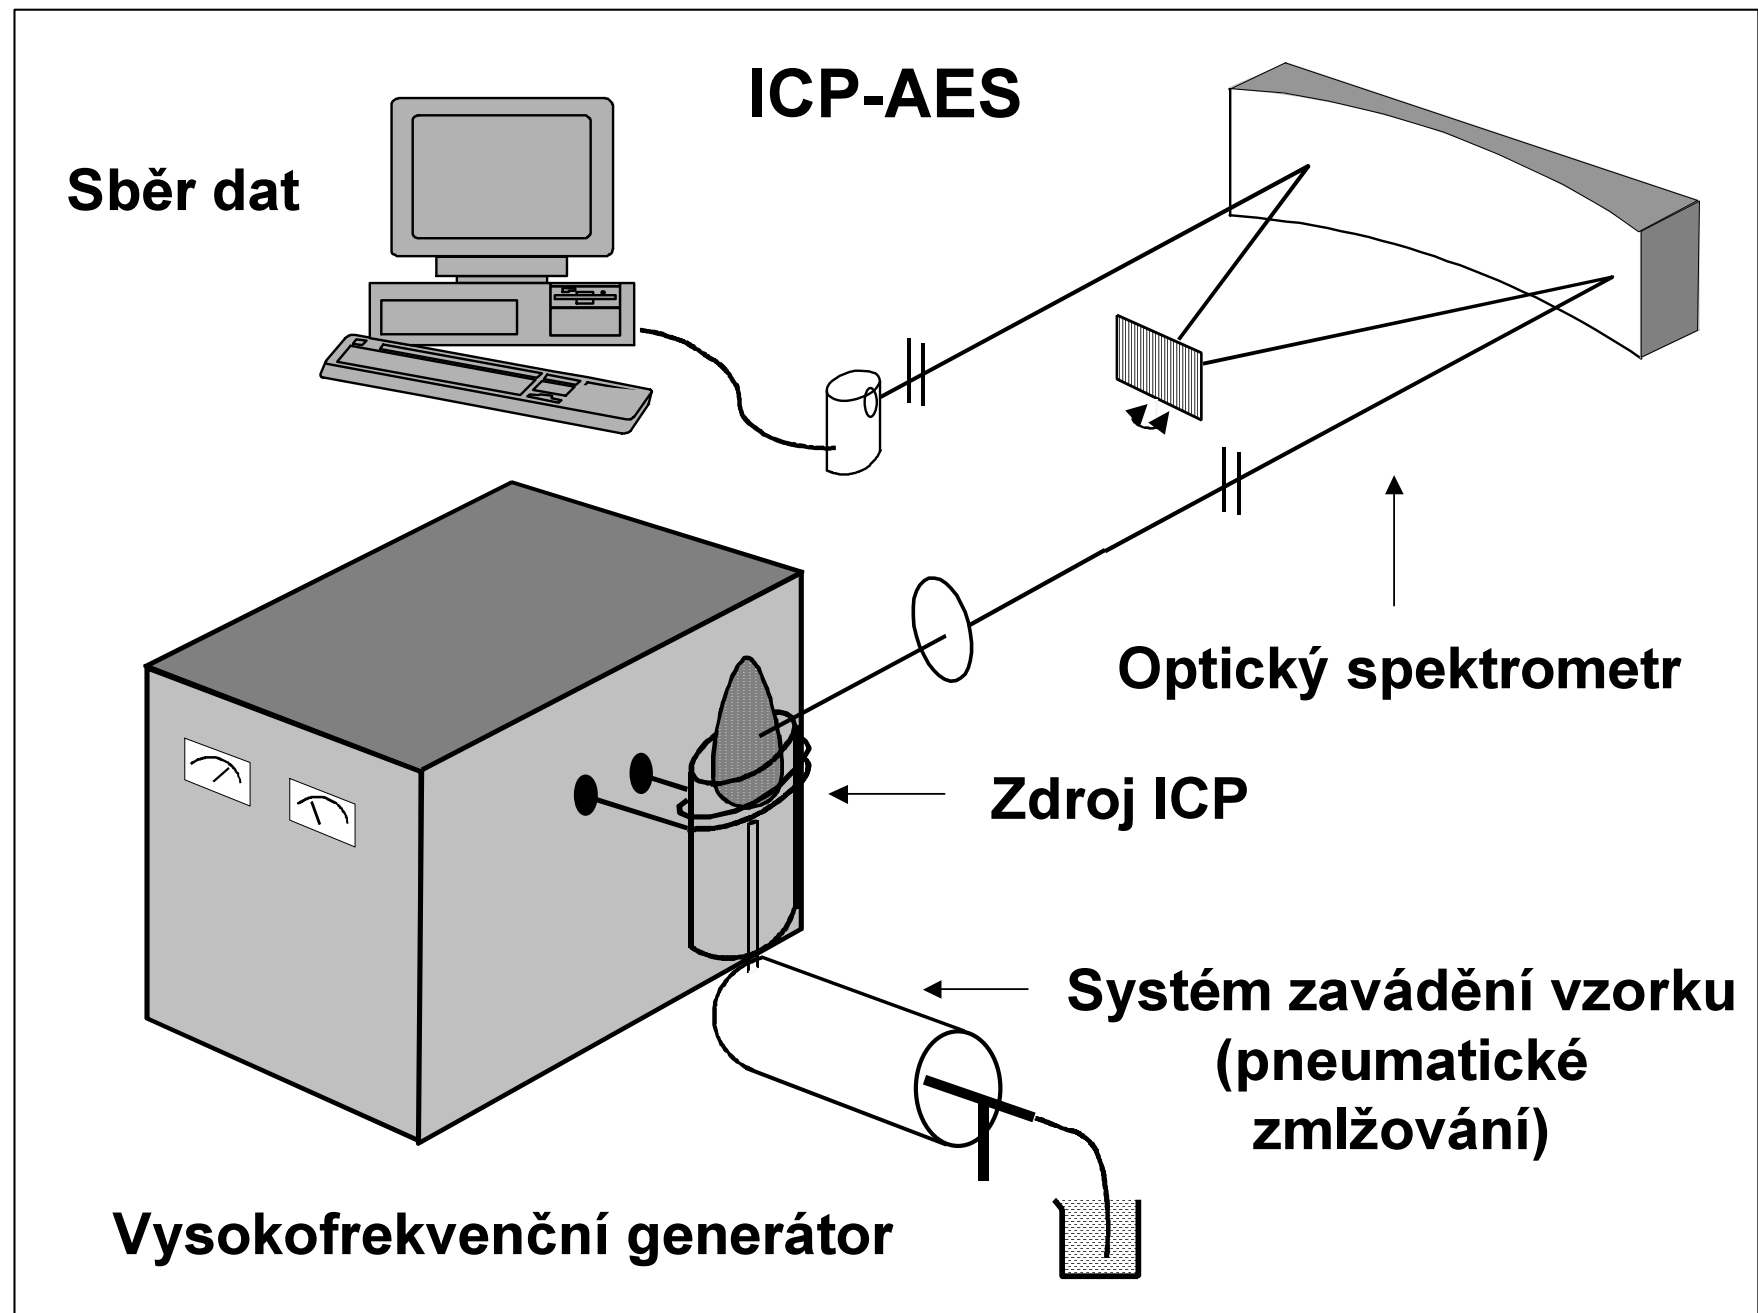 ICP-AES
Sběr dat
Optický spektrometr
Zdroj ICP
Systém zavádění vzorku
(pneumatické
zmlžování)
Vysokofrekvenční generátor